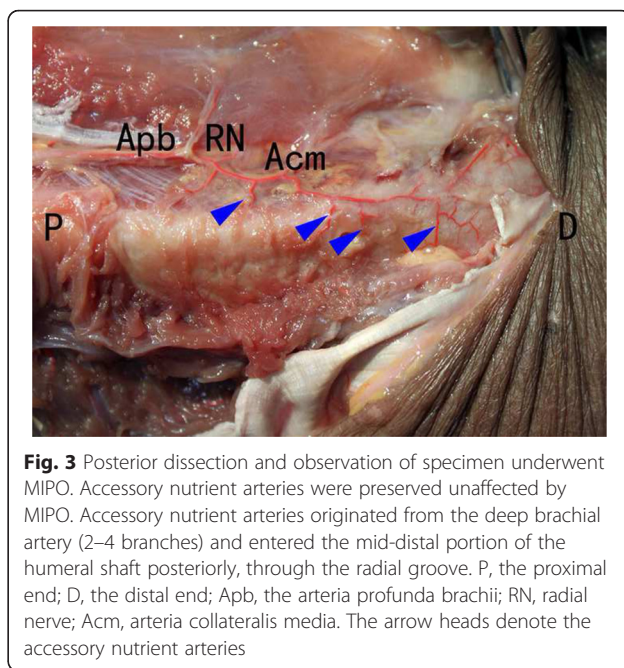 Apb RN
Acm
P
D
Fig. 3 Posterior dissection and observation of specimen underwent
MIPO. Accessory nutrient arteries were preserved unaffected by
MIPO. Accessory nutrient arteries originated from the deep brachial
artery (2–4 branches) and entered the mid-distal portion of the
humeral shaft posteriorly, through the radial groove. P, the proximal
end; D, the distal end; Apb, the arteria profunda brachii; RN, radial
nerve; Acm, arteria collateralis media. The arrow heads denote the
accessory nutrient arteries